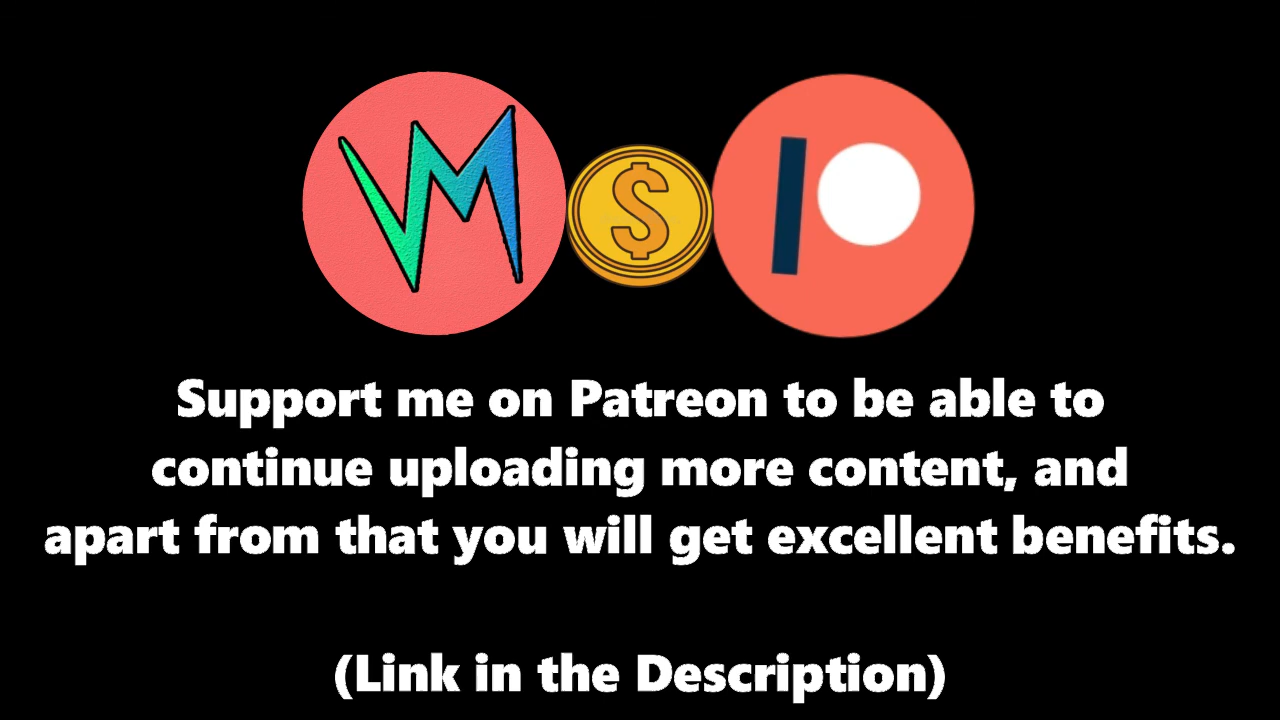 VM
$
Support me on Patreon to be able to
continue uploading more content, and
apart from that you will get excellent benefits.
(Link in the Description)